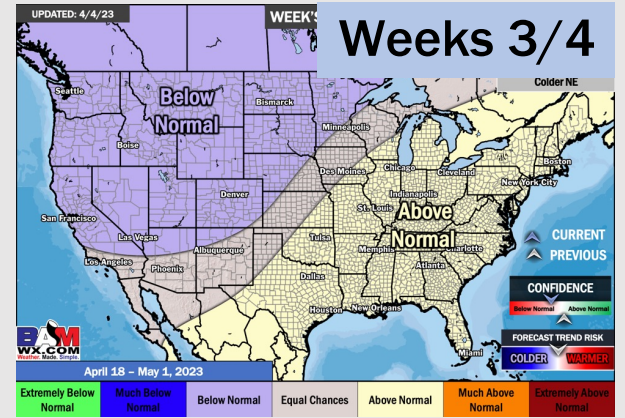 UPDATED: 4/4/23
WEEK'S
Weeks 3/4
Colder NE
Seattle
Below
Normal
Bismarck
Minneapolis
Boise
Boston
Des Moines
Chicago
Cleveland
New York City
Denver
Indianapolis
San Francisco
St. Louis
Above
Normal
Las Vegas
Albuquerque
Tulsa
Memphis
Charlotte
CURRENT
PREVIOUS
Los Angeles
Phoenix
Atlanta
Dallas
CONFIDENCE
Below Normal
Above Normal
Houston
New Orleans
FORECAST TREND RISK
COLDER
WARMER
Miami
BAM
WX.COM
Weather. Made. Simple.
April 18 – May 1, 2023
Extremely Below
Normal
Much Below
Normal
Below Normal
Equal Chances
Above Normal
Much Above
Normal
Extremely Above
Normal